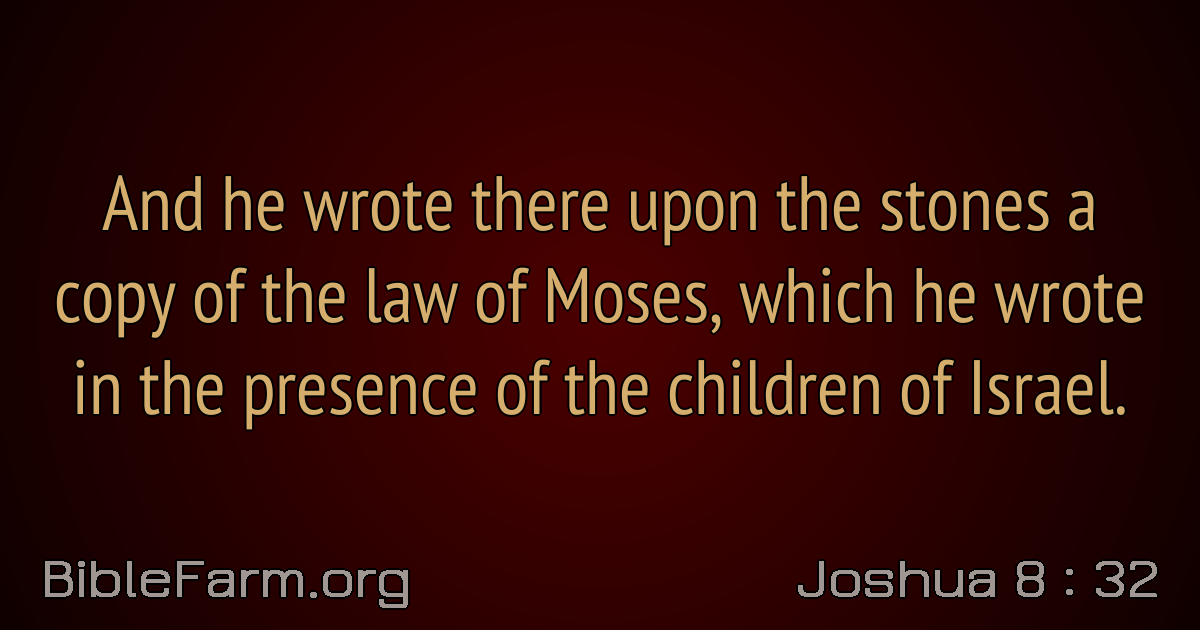 And he wrote there upon the stones a
copy of the law of Moses, which he wrote
in the presence of the children of Israel.
BibleFarm.org
Joshua 8 : 32